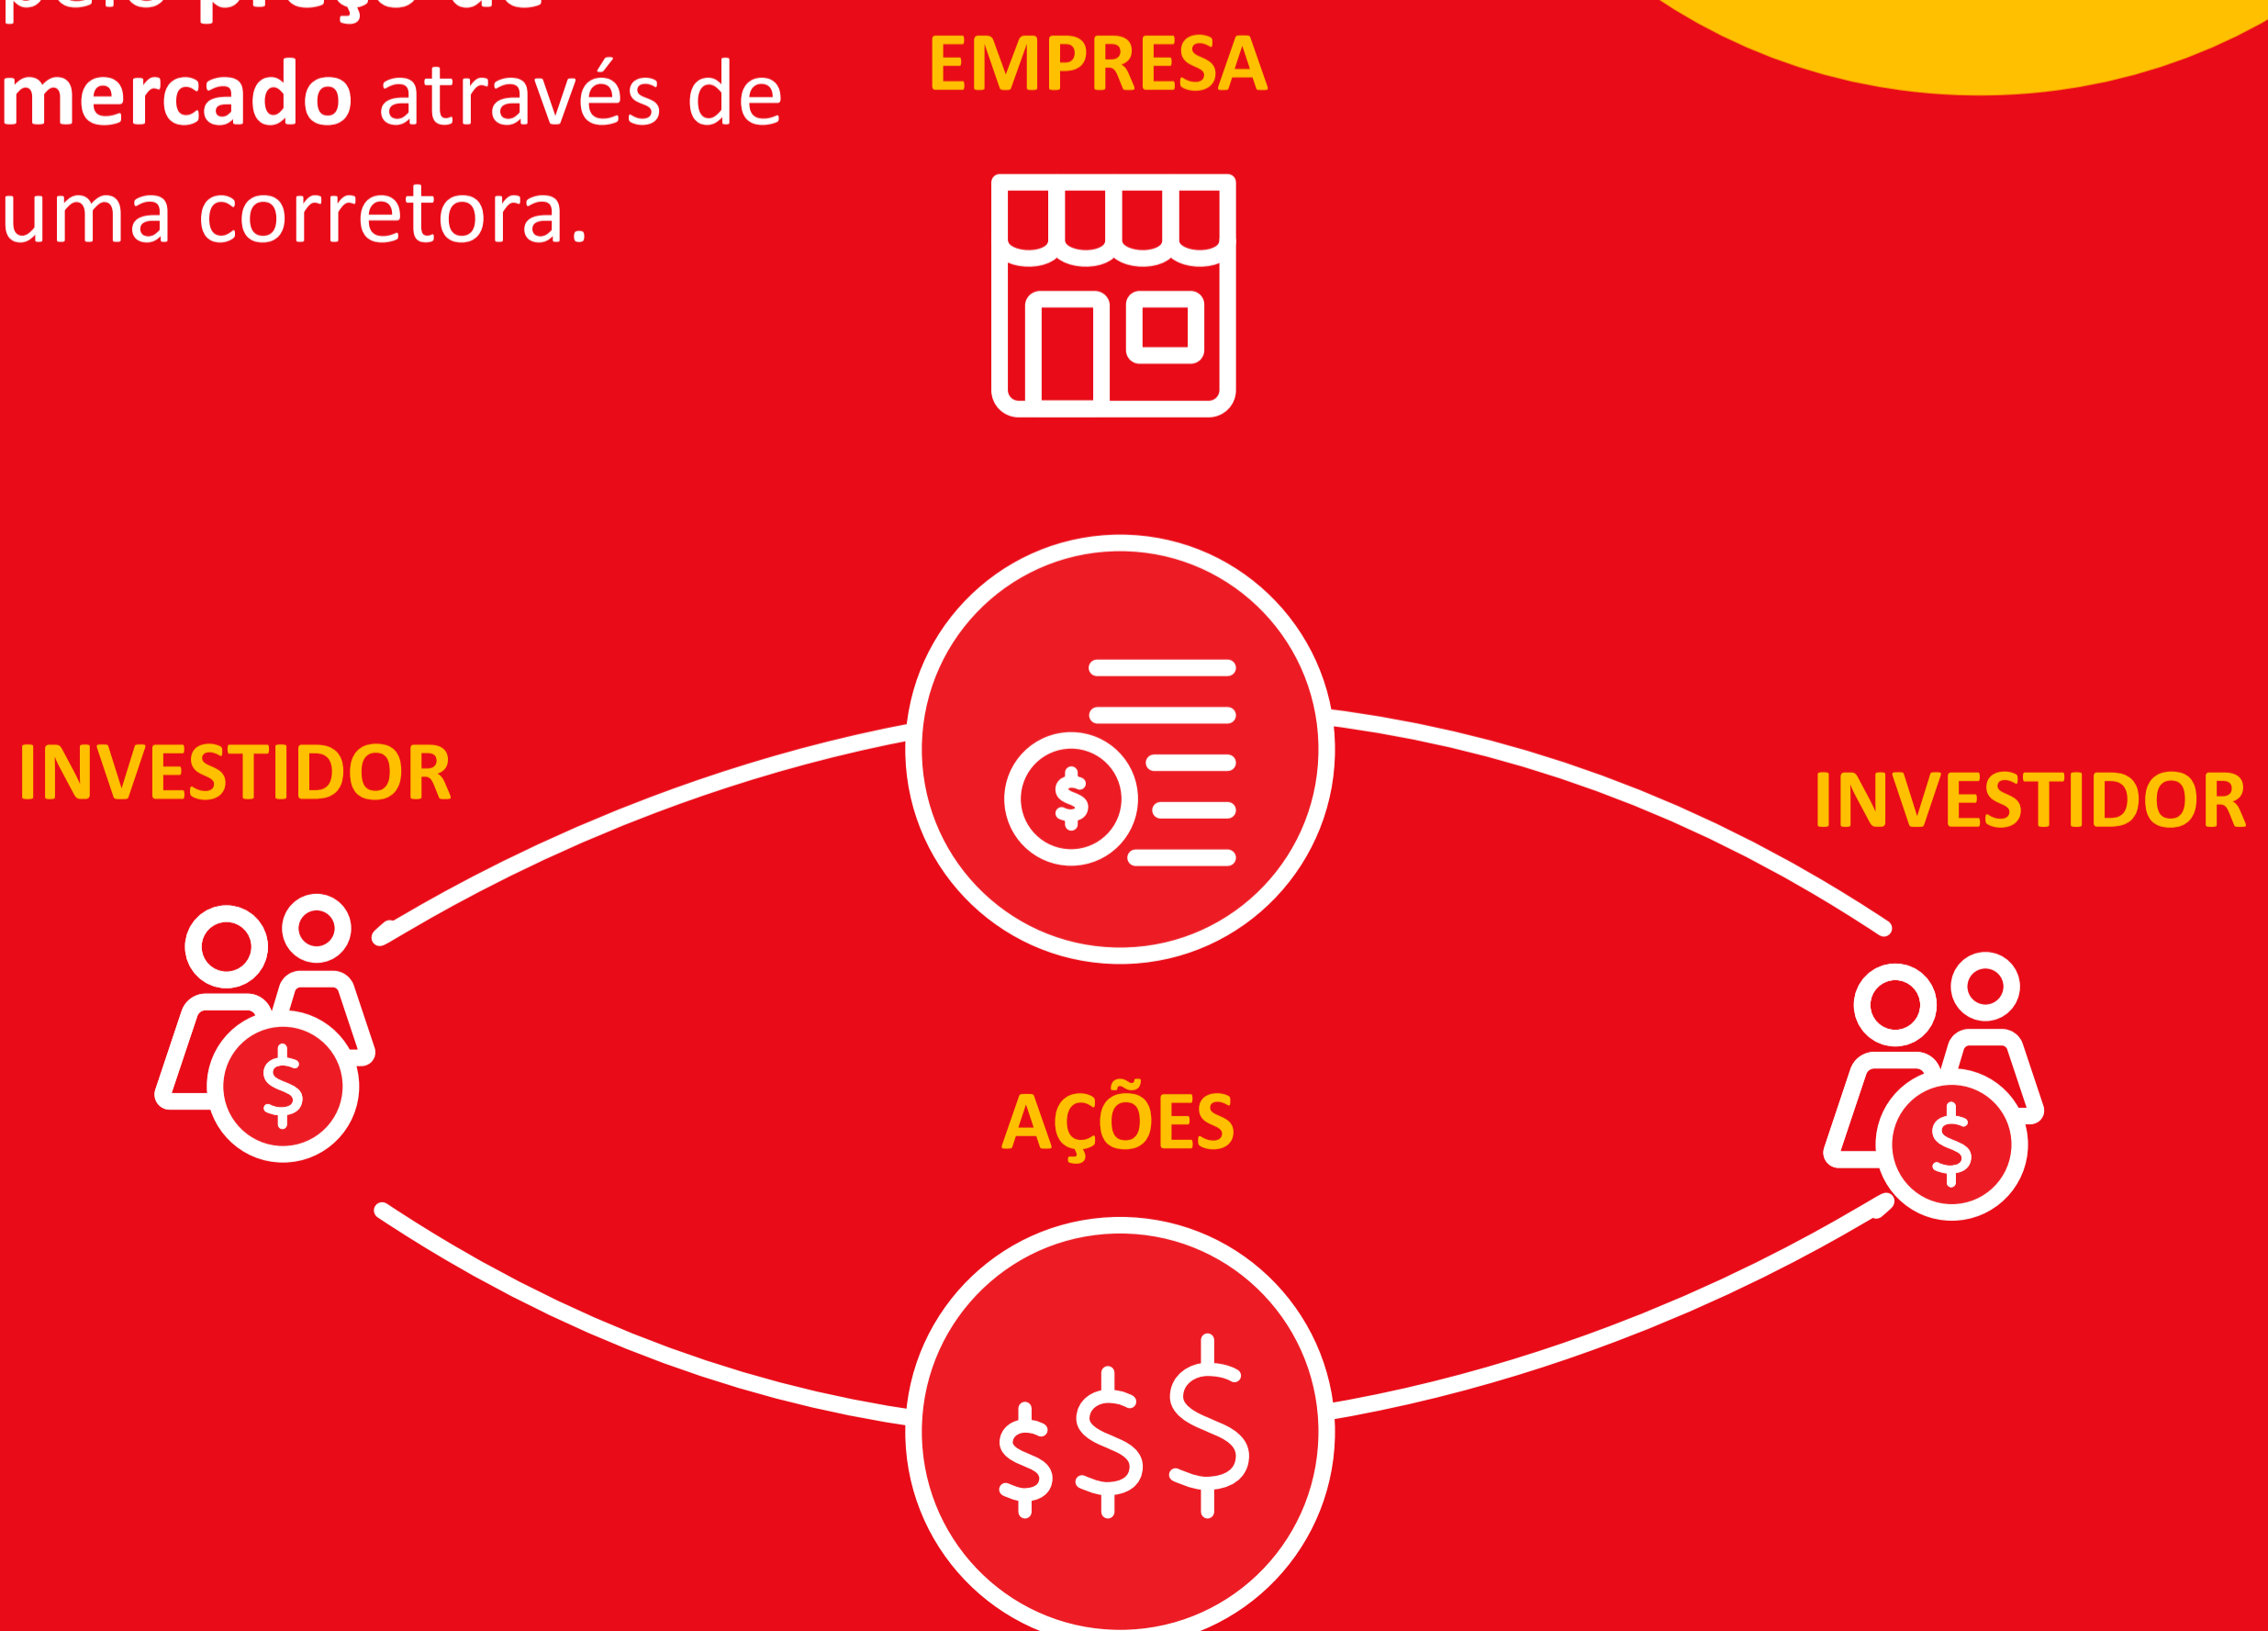 mercado através de
uma corretora.
EMPRESA
INVESTIDOR
INVESTIDOR
AÇÕES